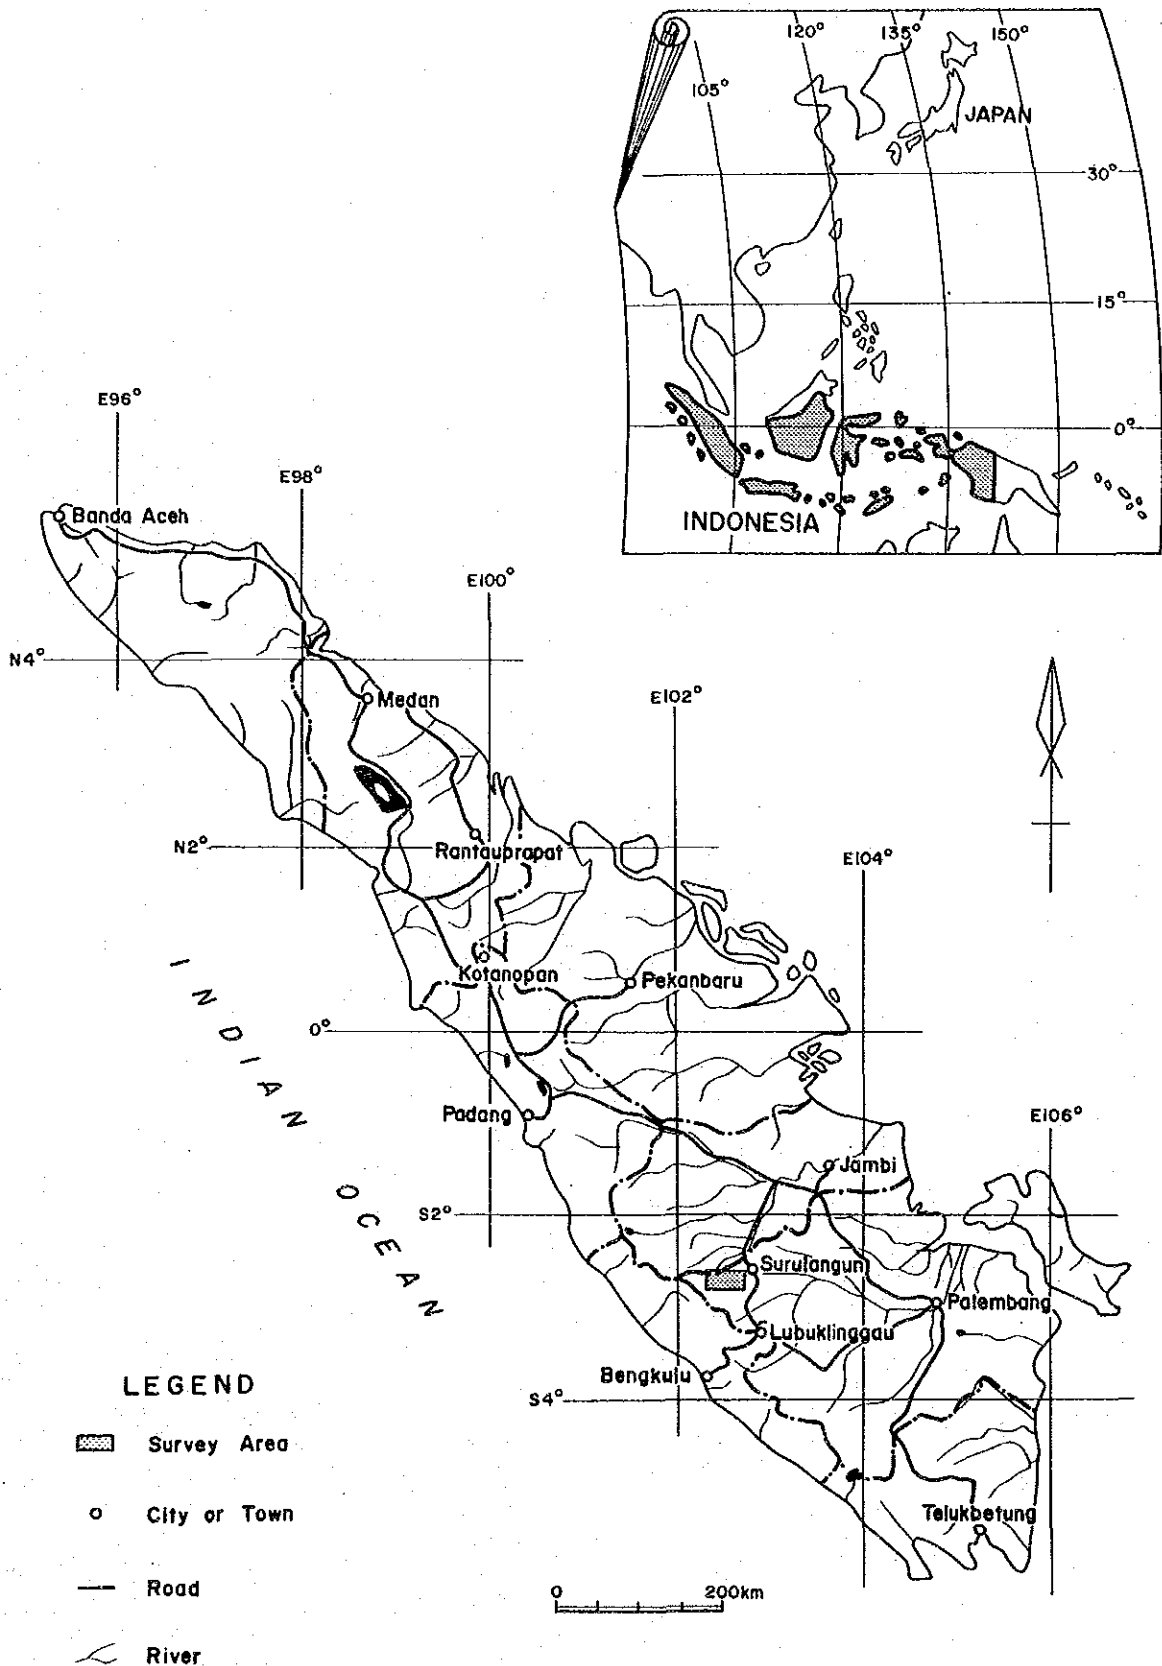 120°
135°
150°
105°
JAPAN
30°
15°
0°
INDONESIA
E96°
E98°
Banda Aceh
E100°
N4°
Medan
E102°
N2°
Rantauprapat
E104°
Kotanopan
Pekanbaru
0°
INDIAN OCEAN
Padang
E106°
Jambi
S2°
Surulangun
Palembang
Lubuklinggau
Bengkulu
S4°
Telukbetung
LEGEND
Survey Area
City or Town
Road
River
0 200km